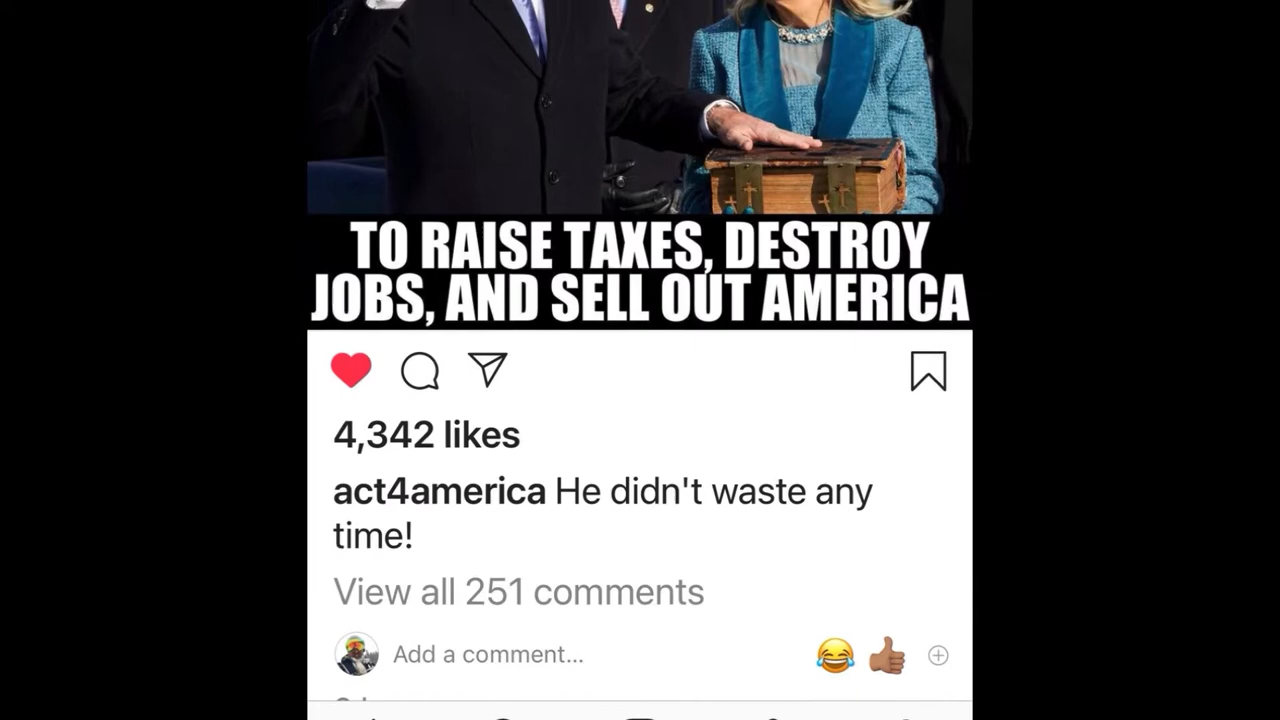 TO RAISE TAXES, DESTROY
JOBS, AND SELL OUT AMERICA
4,342 likes
act4america He didn't waste any
time!
View all 251 comments
Add a comment...